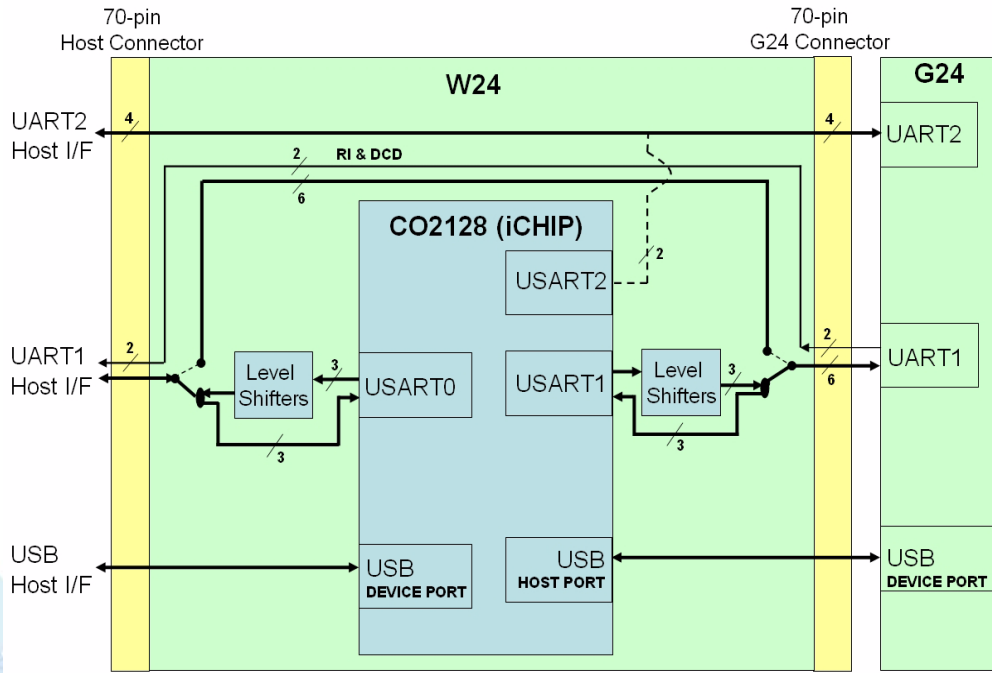 70-pin
Host Connector
70-pin
G24 Connector
W24
G24
UART2
Host I/F
4
4
UART2
2
RI & DCD
6
CO2128 (iCHIP)
USART2
2
UART1
Host I/F
2
Level
Shifters
3
3
USART0
USART1
Level
Shifters
3
3
2
6
UART1
USB
Host I/F
USB
DEVICE PORT
USB
HOST PORT
USB
DEVICE PORT